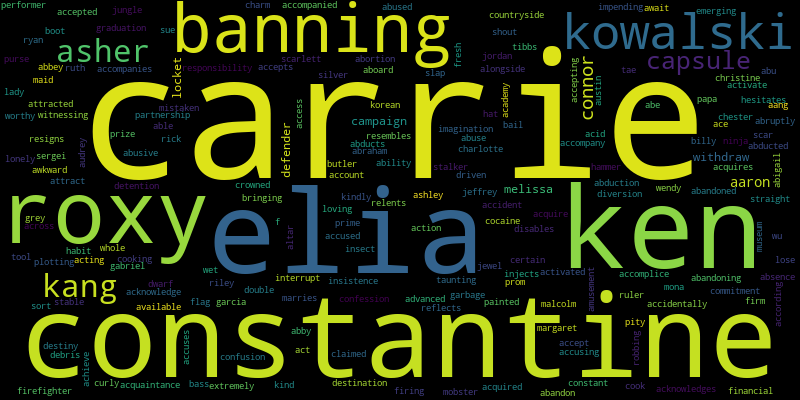 performer accepted jungle charm accompanied abused countryside impending await emerging
boot graduation sue banning shout kowalski
ryan asher scarlett abortion fresh jordan tibbs capsule
purse accompanies responsibility accepts aboard slap alongside accepting tae christine abu
abbey ruth locket silver korean connor austin activate hesitates
maid carrie
lady attracted mistaken access academy hat abe papa chester abruptly
worthy witnessing partnership able prize campaign imagination bail acid ace scar
resigns rick defender resembles abuse accompany billy ninja
sergei audrey abusive abducts abraham charlotte withdraw abducted
lonely awkward butler ability stalker hammer acquires abigail
attract detention crowned account driven melissa abduction wendy aaron straight
roxy bringing kindly ashley jeffrey diversion abandoned
grey elia loving relents cocaine accident acquire ken
across f prime action disables museum wu
habit whole altar accused insect jewel certain lose
tool plotting acting gabriel cooking wet interrupt insistence taunting injects activated accomplice abandoning absence
kang dwarf riley double jewel prom amusement mona commitment
sort stable acknowledge available flag garcia marries confession advanced garbage painted malcolm ruler accidentally firm according
constantine reflects
destiny abby margaret pity
debris accuses confusion act claimed accept accusing robbing
achieve curly acquaintance bass extremely kind destination firing mobster acquired constant cook acknowledges
firefighter abandon financial